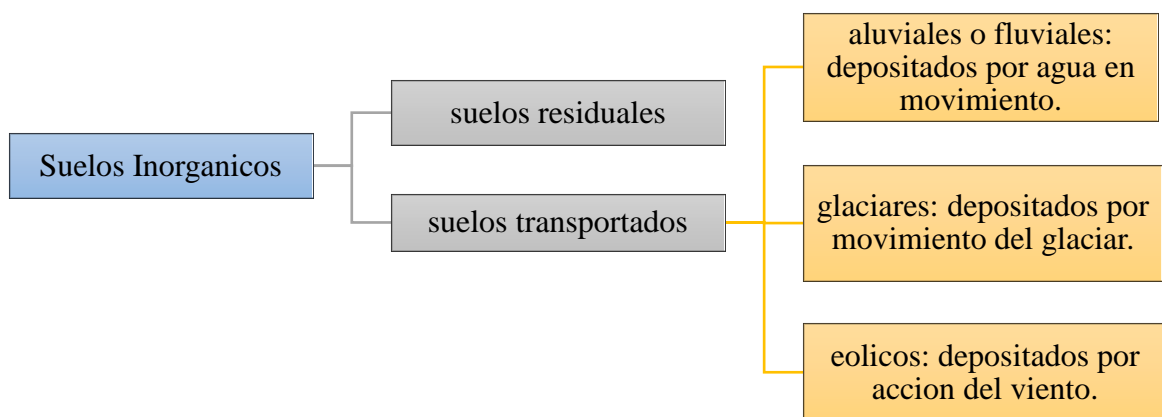 Suelos Inorganicos
suelos residuales
suelos transportados
aluviales o fluviales:
depositados por agua en
movimiento.
glaciares: depositados por
movimiento del glaciar.
eolicos: depositados por
accion del viento.